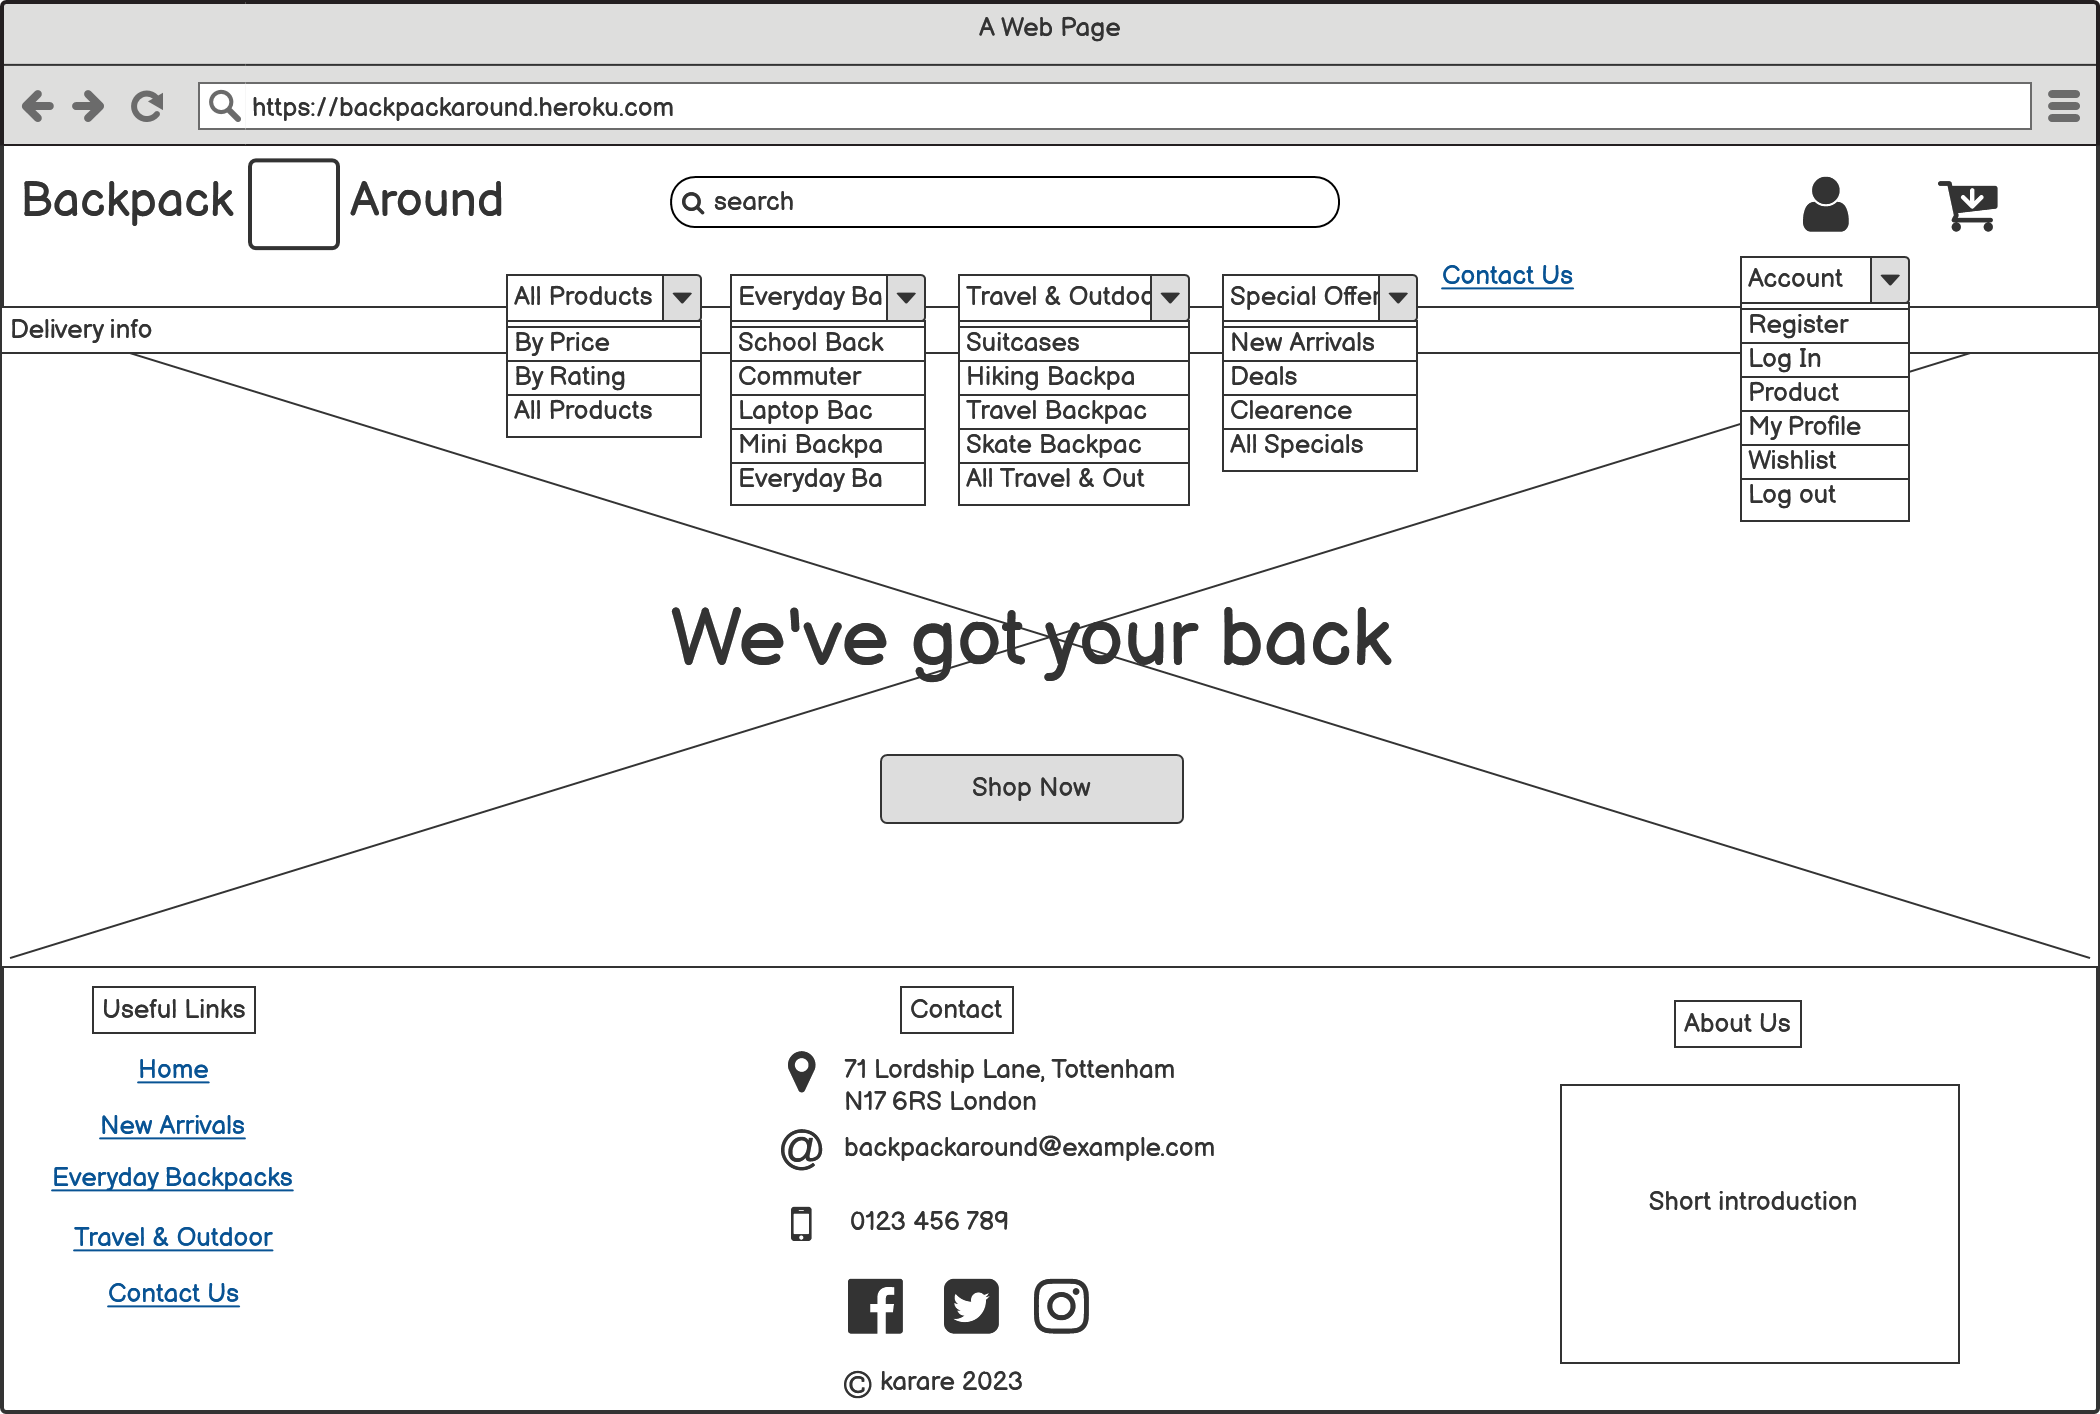 A Web Page
https://backpackaround.heroku.com
Backpack Around
search
Contact Us
All Products
By Price
By Rating
All Products
Everyday Ba
School Back
Commuter
Laptop Bac
Mini Backpa
Everyday Ba
Travel & Outdoo
Suitcases
Hiking Backpa
Travel Backpac
Skate Backpac
All Travel & Out
Special Offer
New Arrivals
Deals
Clearence
All Specials
Account
Register
Log In
Product
My Profile
Wishlist
Log out
Delivery info
We've got your back
Shop Now
Useful Links
Home
New Arrivals
Everyday Backpacks
Travel & Outdoor
Contact Us
Contact
71 Lordship Lane, Tottenham
N17 6RS London
@ backpackaround@example.com
0123 456 789
© karare 2023
About Us
Short introduction